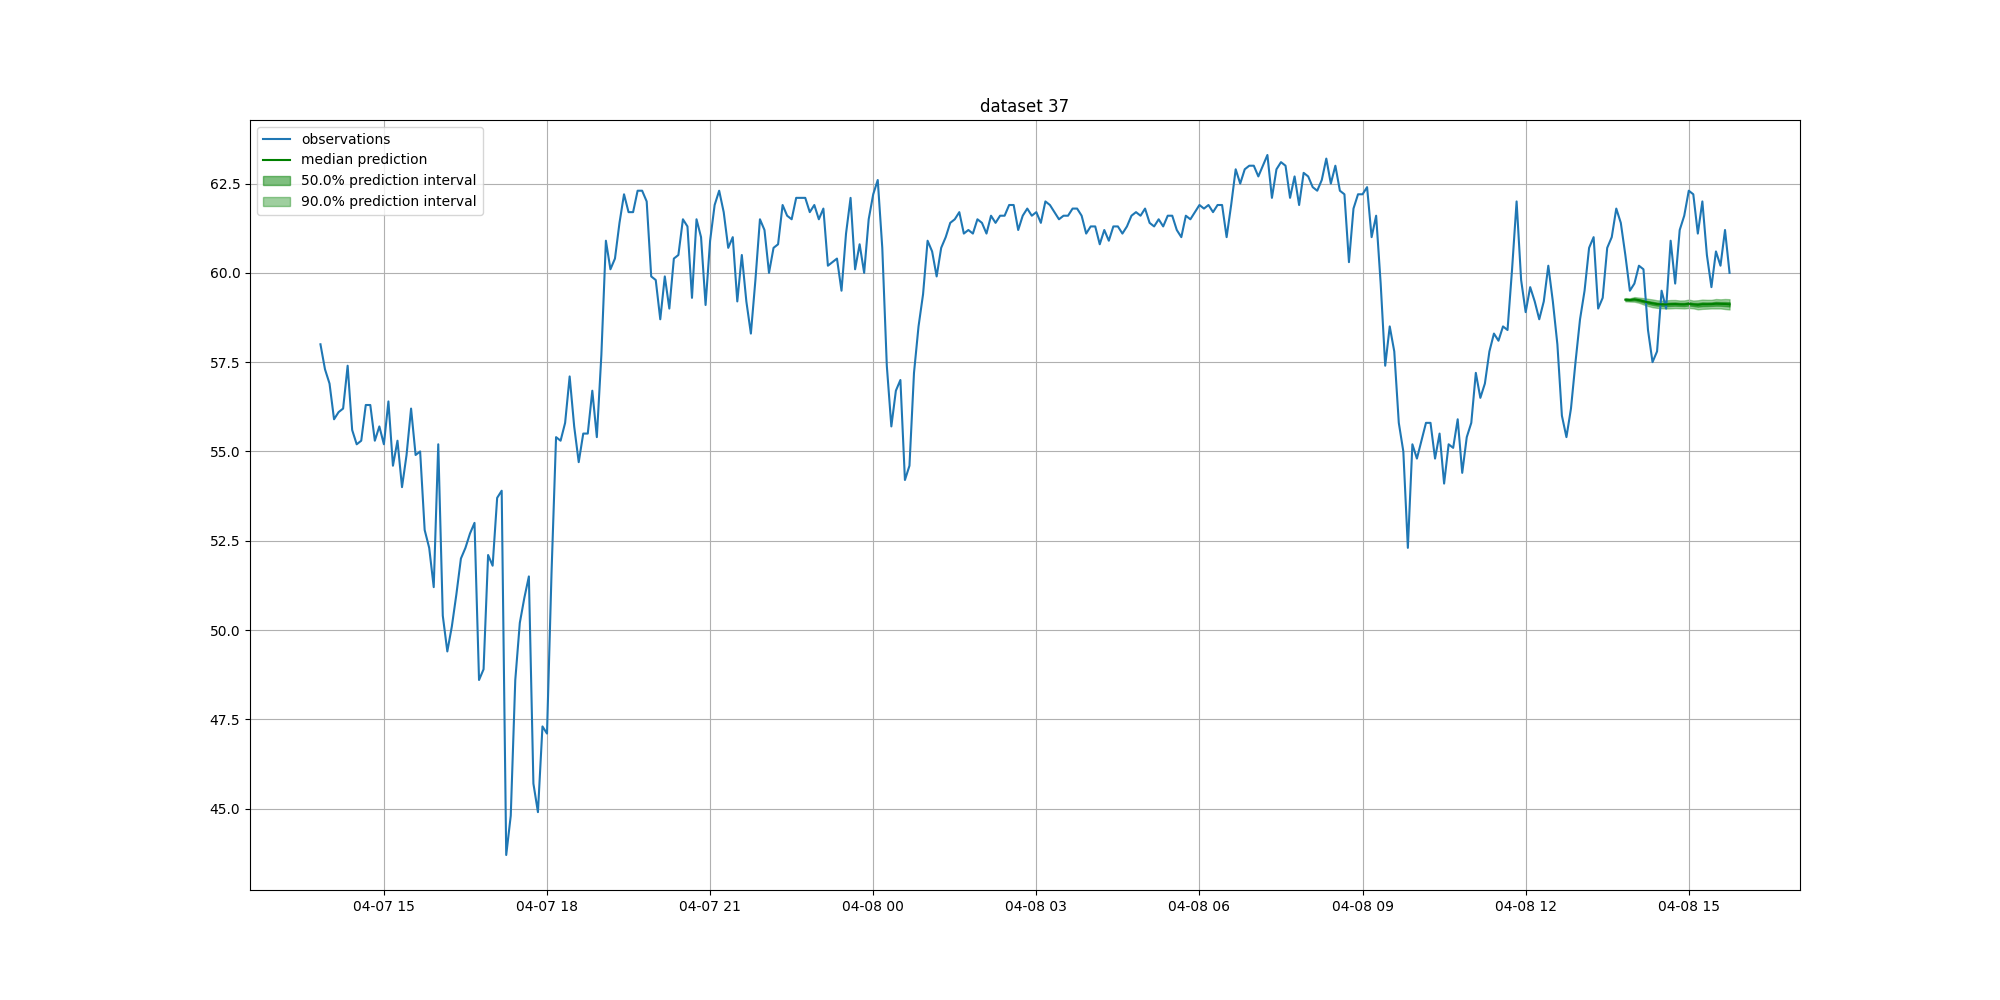 dataset 37
observations
median prediction
50.0% prediction interval
90.0% prediction interval
62.5
60.0
57.5
55.0
52.5
50.0
47.5
45.0
04-07 15 04-07 18 04-07 21 04-08 00 04-08 03 04-08 06 04-08 09 04-08 12 04-08 15